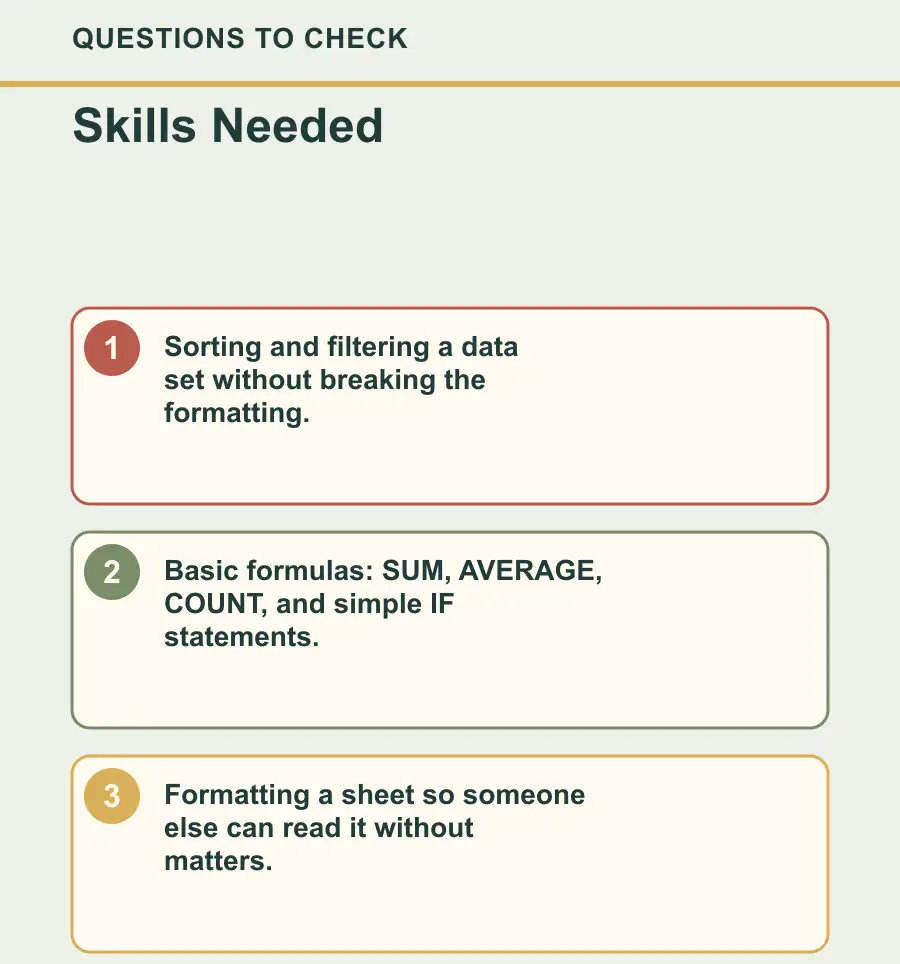 QUESTIONS TO CHECK
Skills Needed
1
Sorting and filtering a data
set without breaking the
formatting.
2
Basic formulas: SUM, AVERAGE,
COUNT, and simple IF
statements.
3
Formatting a sheet so someone
else can read it without
matters.